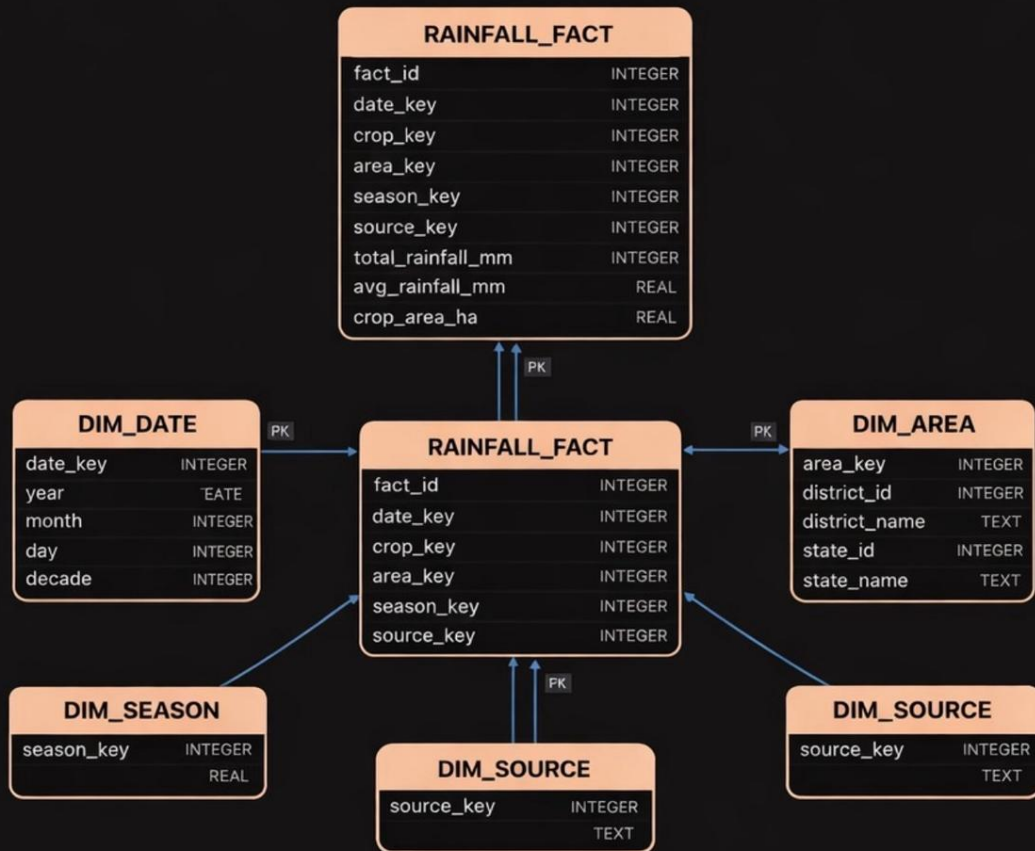 RAINFALL_FACT
fact_id INTEGER
date_key INTEGER
crop_key INTEGER
area_key INTEGER
season_key INTEGER
source_key INTEGER
total_rainfall_mm INTEGER
avg_rainfall_mm REAL
crop_area_ha REAL
PK
DIM_DATE
date_key INTEGER
year EATE
month INTEGER
day INTEGER
decade INTEGER
PK
RAINFALL_FACT
fact_id INTEGER
date_key INTEGER
crop_key INTEGER
area_key INTEGER
season_key INTEGER
source_key INTEGER
PK
DIM_AREA
area_key INTEGER
district_id INTEGER
district_name TEXT
state_id INTEGER
state_name TEXT
DIM_SEASON
season_key INTEGER
REAL
PK
DIM_SOURCE
source_key INTEGER
TEXT
DIM_SOURCE
source_key INTEGER
TEXT